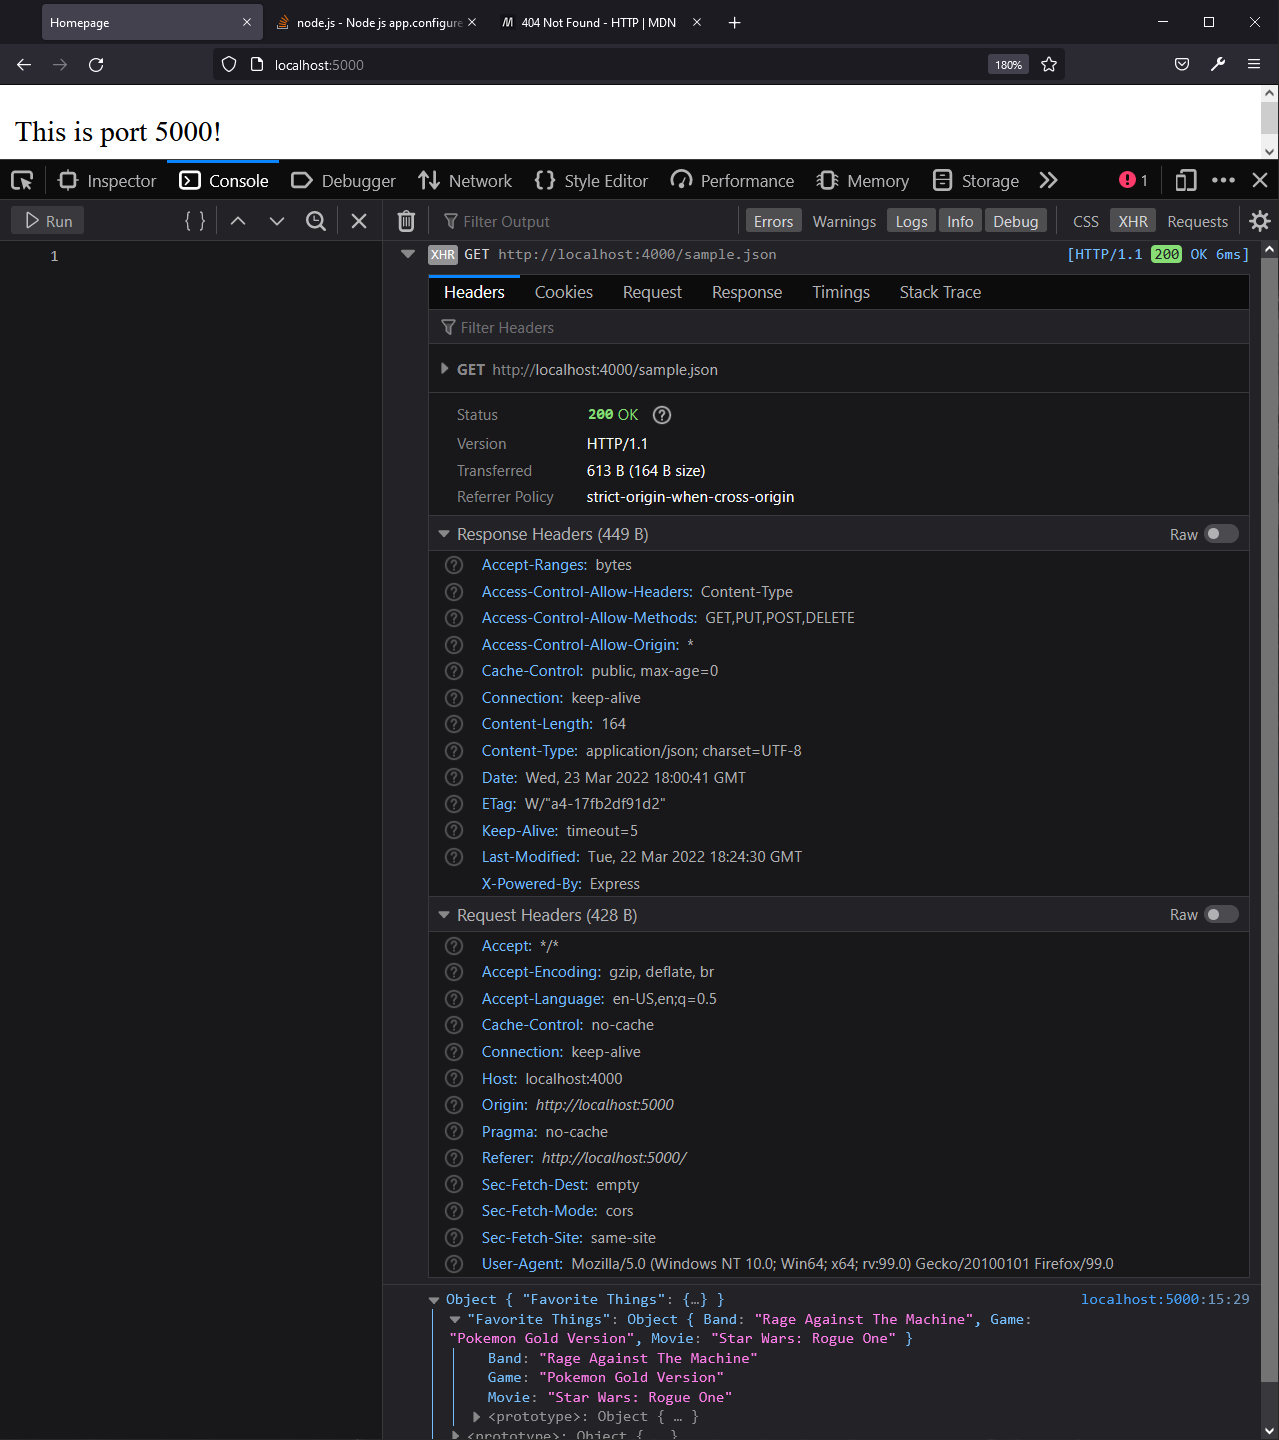 Homepage
node.js - Node js app.configure
404 Not Found - HTTP | MDN
localhost:5000
180%
This is port 5000!
Inspector Console Debugger Network Style Editor Performance Memory Storage 1
Run
Filter Output
Errors Warnings Logs Info Debug CSS XHR Requests
1
XHR GET http://localhost:4000/sample.json [HTTP/1.1 200 OK 6ms]
Headers Cookies Request Response Timings Stack Trace
Filter Headers
GET http://localhost:4000/sample.json
Status 200 OK
Version HTTP/1.1
Transferred 613 B (164 B size)
Referrer Policy strict-origin-when-cross-origin
Response Headers (449 B) Raw
Accept-Ranges: bytes
Access-Control-Allow-Headers: Content-Type
Access-Control-Allow-Methods: GET,PUT,POST,DELETE
Access-Control-Allow-Origin: *
Cache-Control: public, max-age=0
Connection: keep-alive
Content-Length: 164
Content-Type: application/json; charset=UTF-8
Date: Wed, 23 Mar 2022 18:00:41 GMT
ETag: W/"a4-17fb2df91d2"
Keep-Alive: timeout=5
Last-Modified: Tue, 22 Mar 2022 18:24:30 GMT
X-Powered-By: Express
Request Headers (428 B) Raw
Accept: */*
Accept-Encoding: gzip, deflate, br
Accept-Language: en-US,en;q=0.5
Cache-Control: no-cache
Connection: keep-alive
Host: localhost:4000
Origin: http://localhost:5000
Pragma: no-cache
Referer: http://localhost:5000/
Sec-Fetch-Dest: empty
Sec-Fetch-Mode: cors
Sec-Fetch-Site: same-site
User-Agent: Mozilla/5.0 (Windows NT 10.0; Win64; x64; rv:99.0) Gecko/20100101 Firefox/99.0
Object { "Favorite Things": {…} } localhost:5000:15:29
"Favorite Things": Object { Band: "Rage Against The Machine", Game:
"Pokemon Gold Version", Movie: "Star Wars: Rogue One" }
Band: "Rage Against The Machine"
Game: "Pokemon Gold Version"
Movie: "Star Wars: Rogue One"
<prototype>: Object { … }
<prototype>: Object { … }